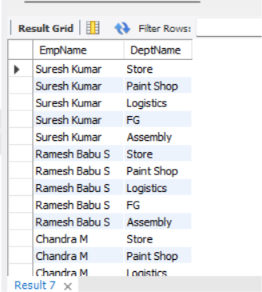 Result Grid Filter Rows:
EmpName DeptName
Suresh Kumar Store
Suresh Kumar Paint Shop
Suresh Kumar Logistics
Suresh Kumar FG
Suresh Kumar Assembly
Ramesh Babu S Store
Ramesh Babu S Paint Shop
Ramesh Babu S Logistics
Ramesh Babu S FG
Ramesh Babu S Assembly
Chandra M Store
Chandra M Paint Shop
Chandra M Logistics
Result 7